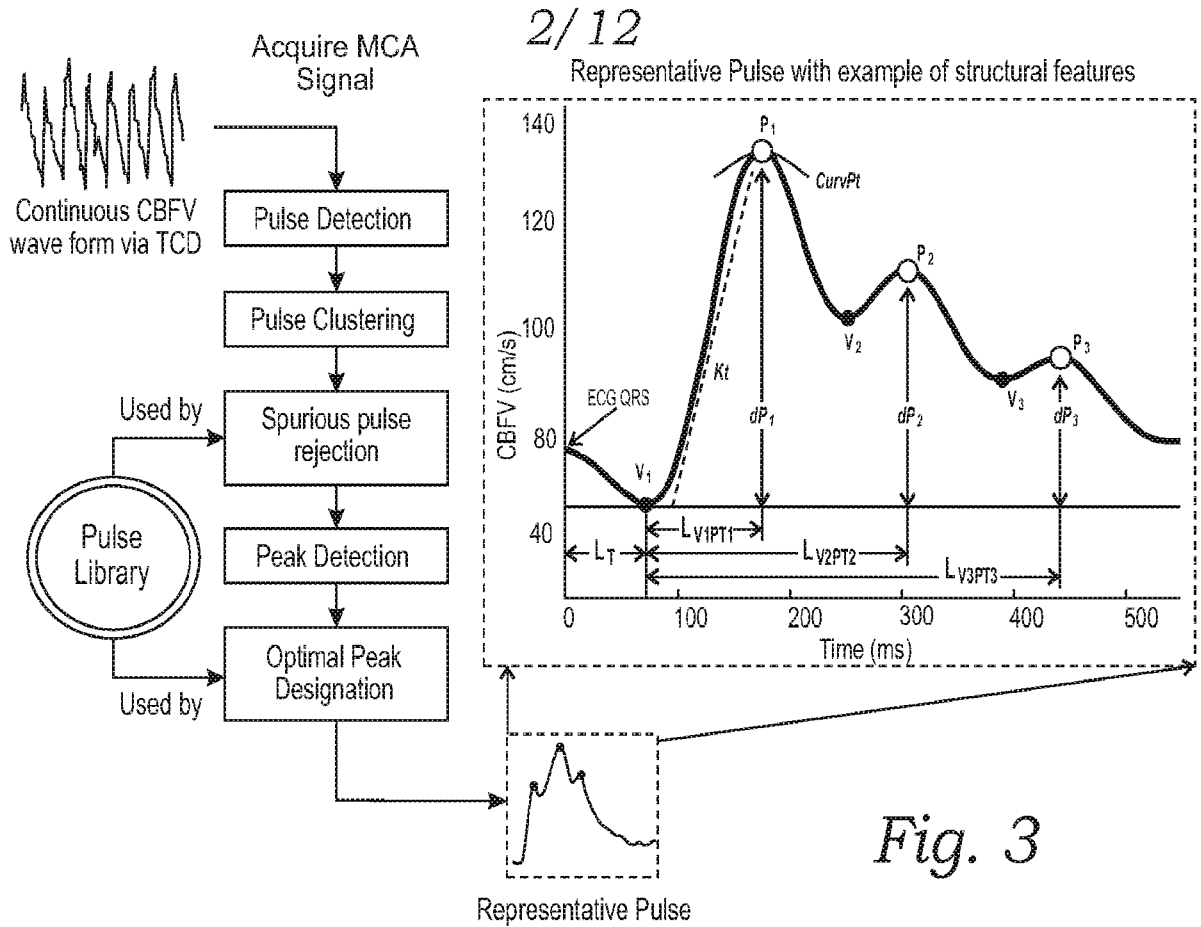 2/12
Acquire MCA
Signal
Continuous CBFV
wave form via TCD
Pulse Detection
Pulse Clustering
Used by
Spurious pulse
rejection
Pulse
Library
Peak Detection
Optimal Peak
Designation
Used by
Representative Pulse with example of structural features
140
120
100
80
40
CBFV (cm/s)
P1
CurvPt
P2
P3
V2
V3
Kt
ECG QRS
V1
dP1
dP2
dP3
LV1PT1
LT
LV2PT2
LV3PT3
0
100
200
300
400
500
Time (ms)
Representative Pulse
Fig. 3